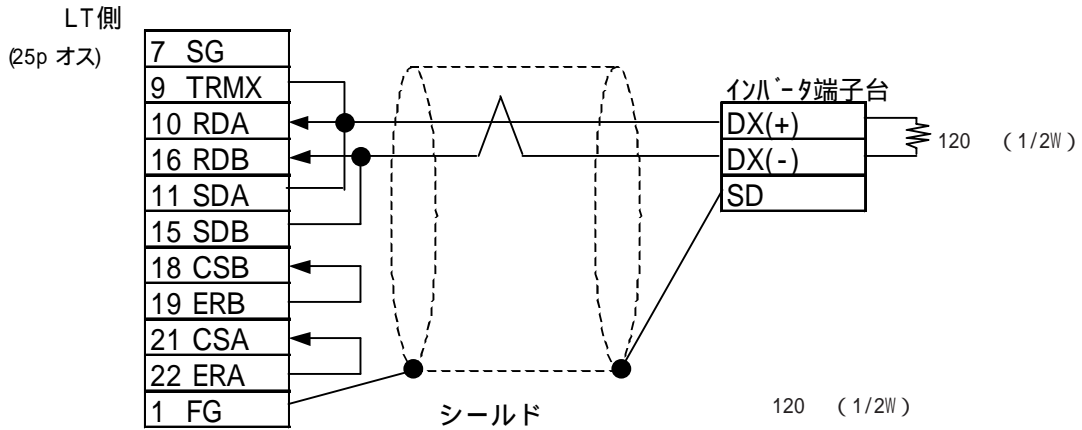 LT側
(25p オス)
7 SG
9 TRMX
10 RDA
16 RDB
11 SDA
15 SDB
18 CSB
19 ERB
21 CSA
22 ERA
1 FG
シールド
インバータ端子台
DX(+)
DX(-)
SD
120 (1/2W)
120 (1/2W)